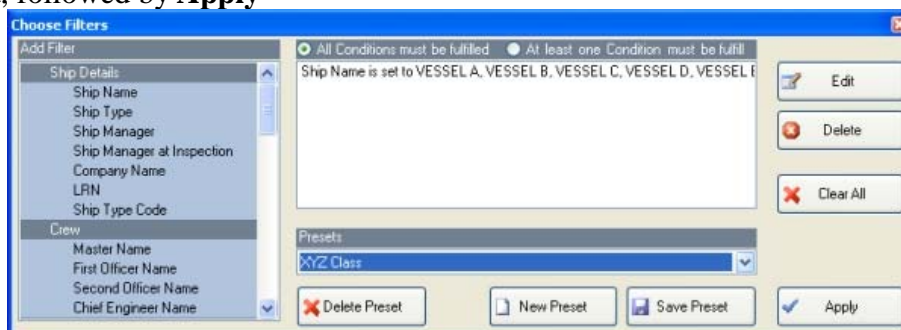 , followed by Apply
Choose Filters
Add Filter
Ship Details
Ship Name
Ship Type
Ship Manager
Ship Manager at Inspection
Company Name
LRN
Ship Type Code
Crew
Master Name
First Officer Name
Second Officer Name
Chief Engineer Name
All Conditions must be fulfilled At least one Condition must be fulfill
Ship Name is set to VESSEL A, VESSEL B, VESSEL C, VESSEL D, VESSEL E
Presets
XYZ Class
Delete Preset New Preset Save Preset
Edit
Delete
Clear All
Apply